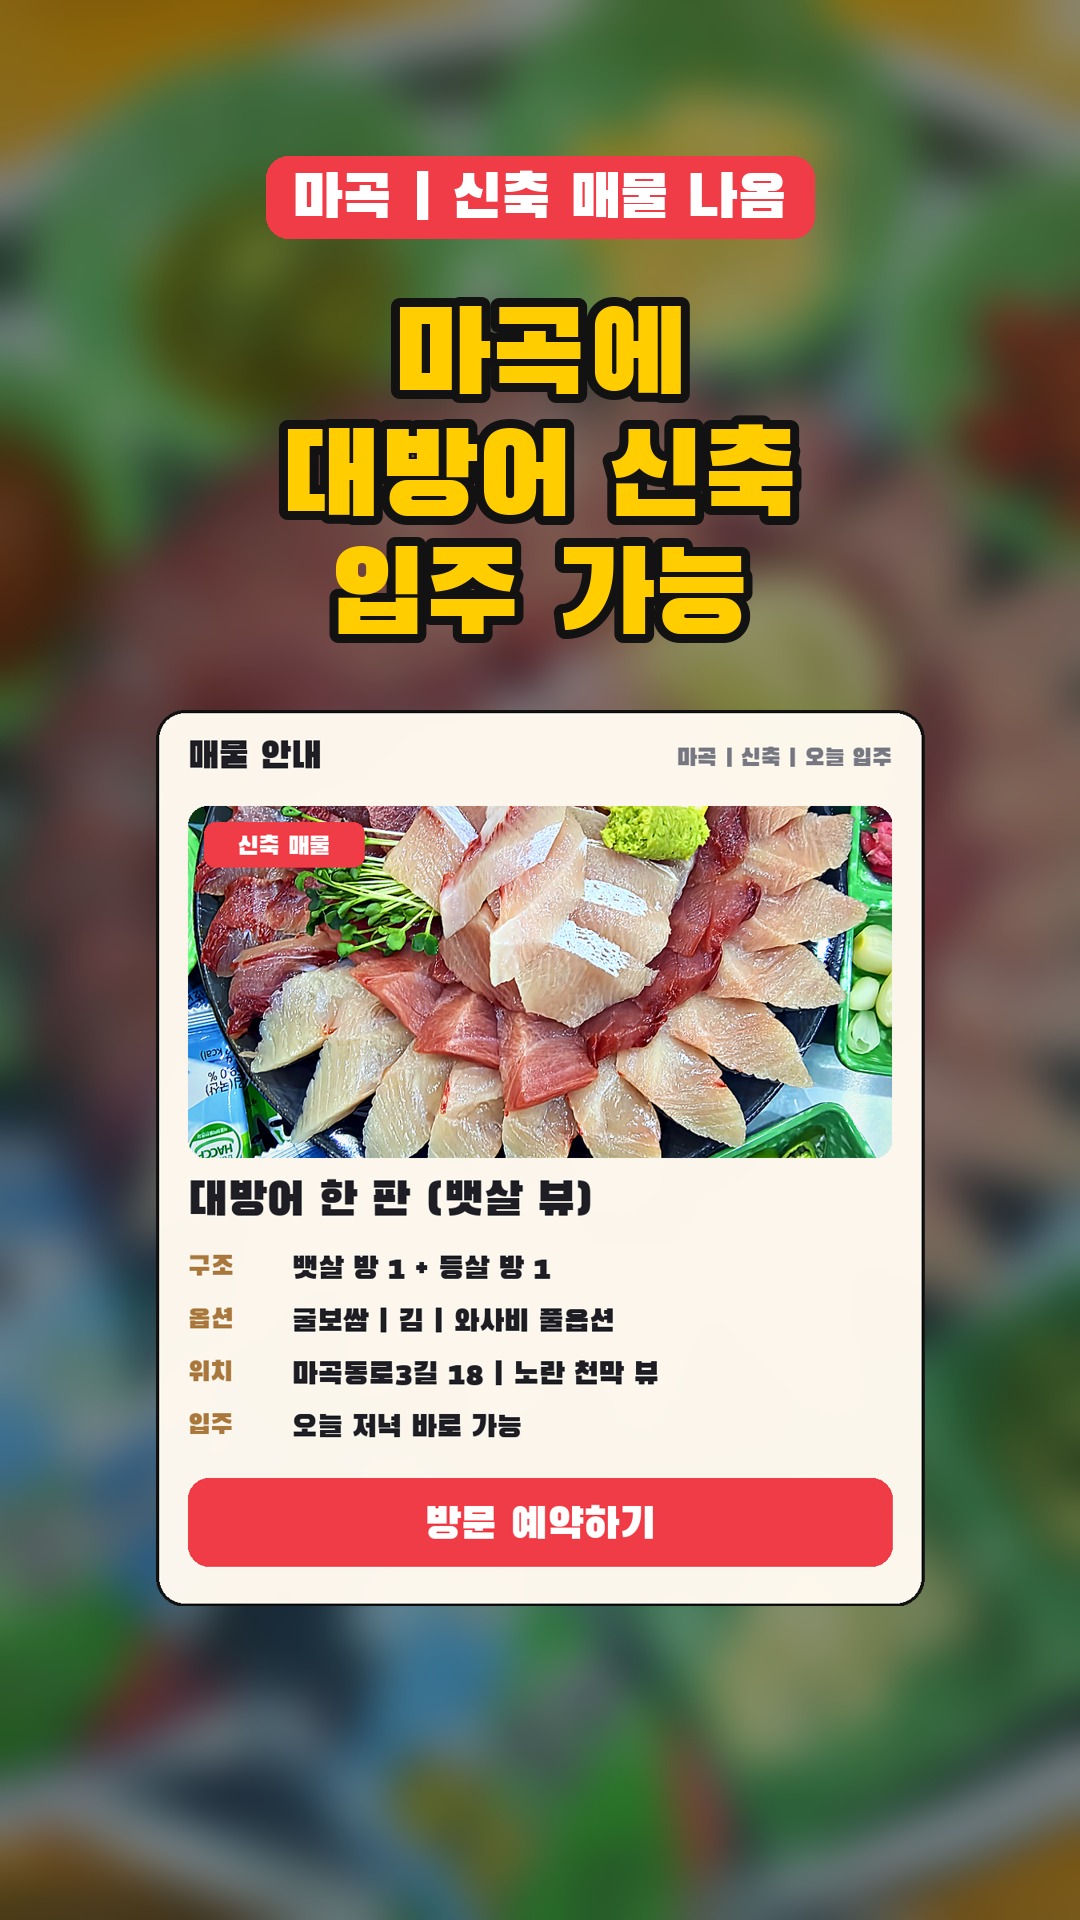 마곡 | 신축 매물 나옴
마곡에
대방어 신축
입주 가능
매물 안내
마곡 | 신축 | 오늘 입주
신축 매물
HACCP
대방어 한 판 (뱃살 뷰)
구조 뱃살 방 1 + 등살 방 1
옵션 굴보쌈 | 김 | 와사비 풀옵션
위치 마곡동로3길 18 | 노란 천막 뷰
입주 오늘 저녁 바로 가능
방문 예약하기